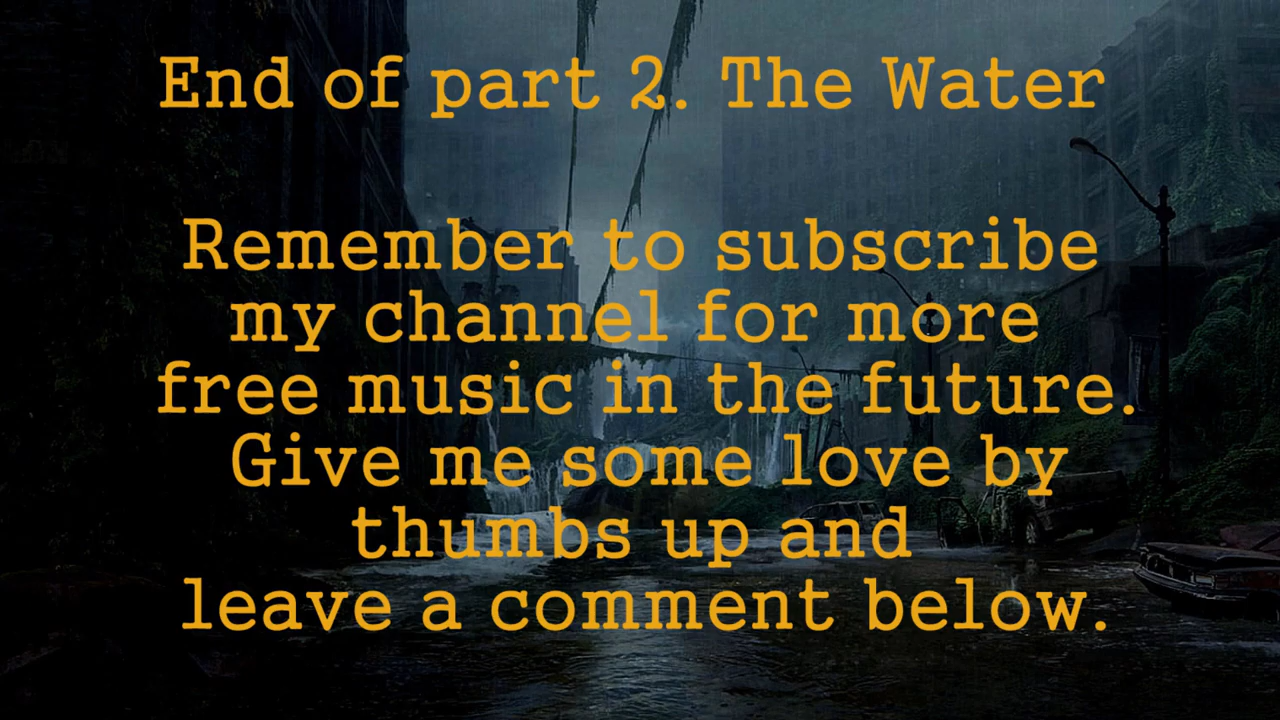 End of part 2. The Water
Remember to subscribe
my channel for more
free music in the future.
Give me some love by
thumbs up and
leave a comment below.